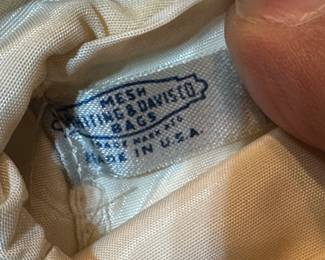 MESH
WHITING & DAVIS CO.
BAGS
TRADE MARK REG
MADE IN U.S.A.